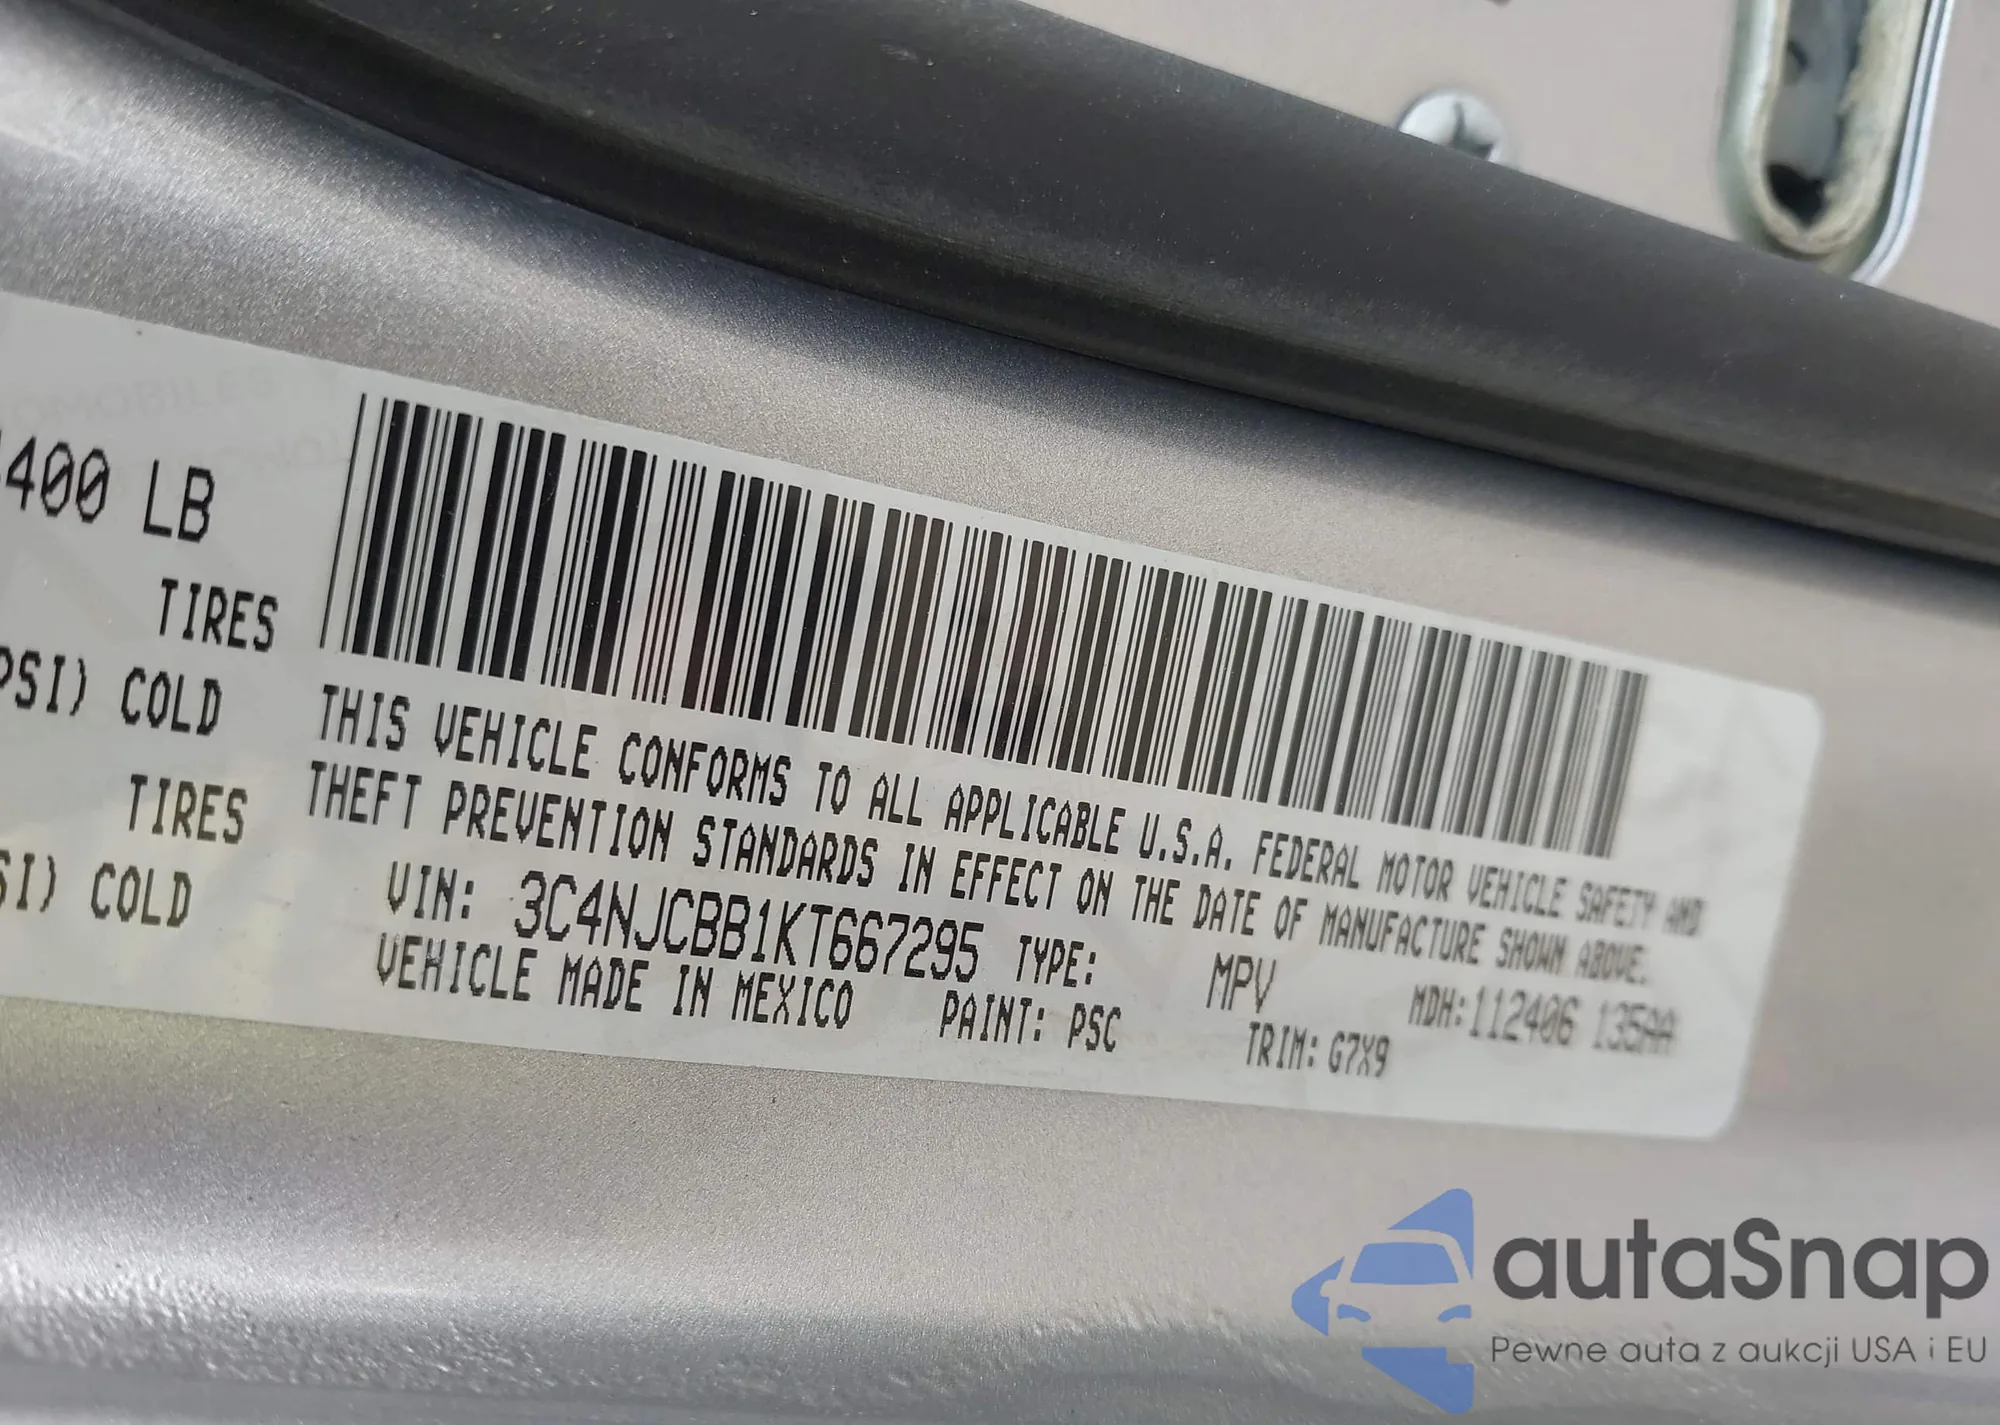 400 LB
TIRES
PSI) COLD
TIRES
SI) COLD
THIS VEHICLE CONFORMS TO ALL APPLICABLE U.S.A. FEDERAL MOTOR VEHICLE SAFETY AND
THEFT PREVENTION STANDARDS IN EFFECT ON THE DATE OF MANUFACTURE SHOWN ABOVE.
VIN: 3C4NJCBB1KT667295 TYPE: MPV MDH:112406 135AA
VEHICLE MADE IN MEXICO PAINT: PSC TRIM: G7X9
autaSnap
Pewne auta z aukcji USA i EU